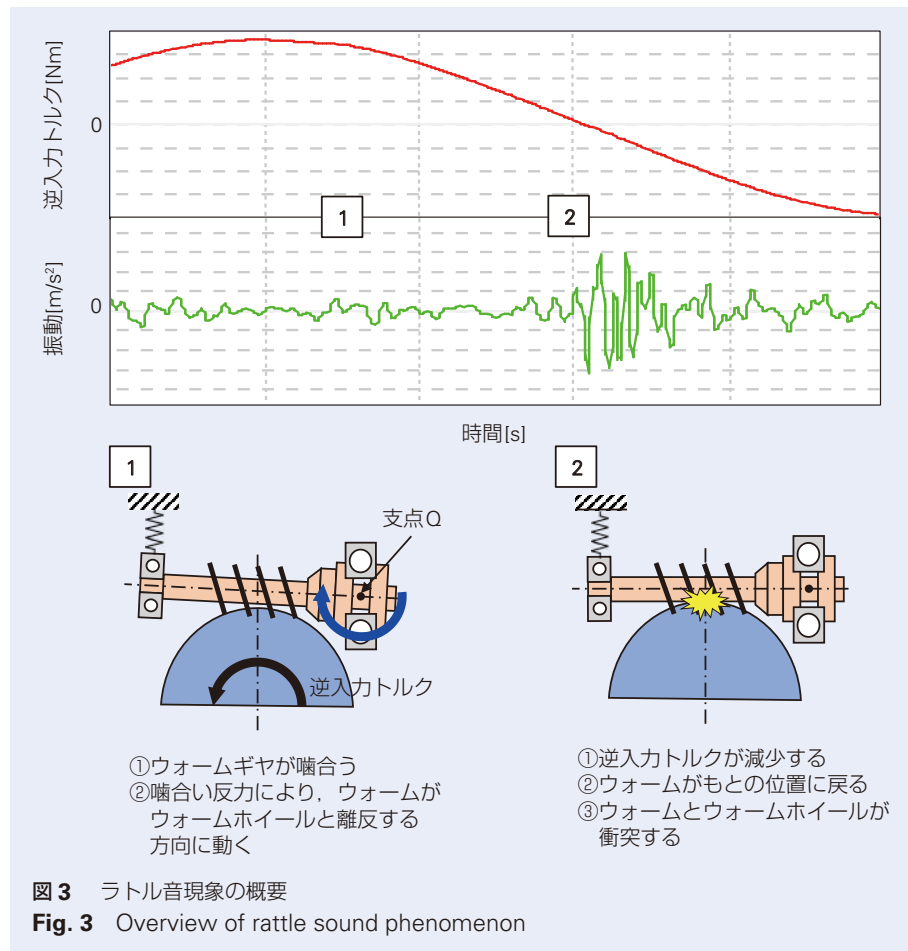 逆入力トルク[Nm]
0
1
2
振動[m/s²]
0
時間[s]
1
支点Q
逆入力トルク
①ウォームギヤが噛合う
②噛合い反力により，ウォームが
ウォームホイールと離反する
方向に動く
2
①逆入力トルクが減少する
②ウォームがもとの位置に戻る
③ウォームとウォームホイールが
衝突する
図3 ラトル音現象の概要
Fig. 3 Overview of rattle sound phenomenon